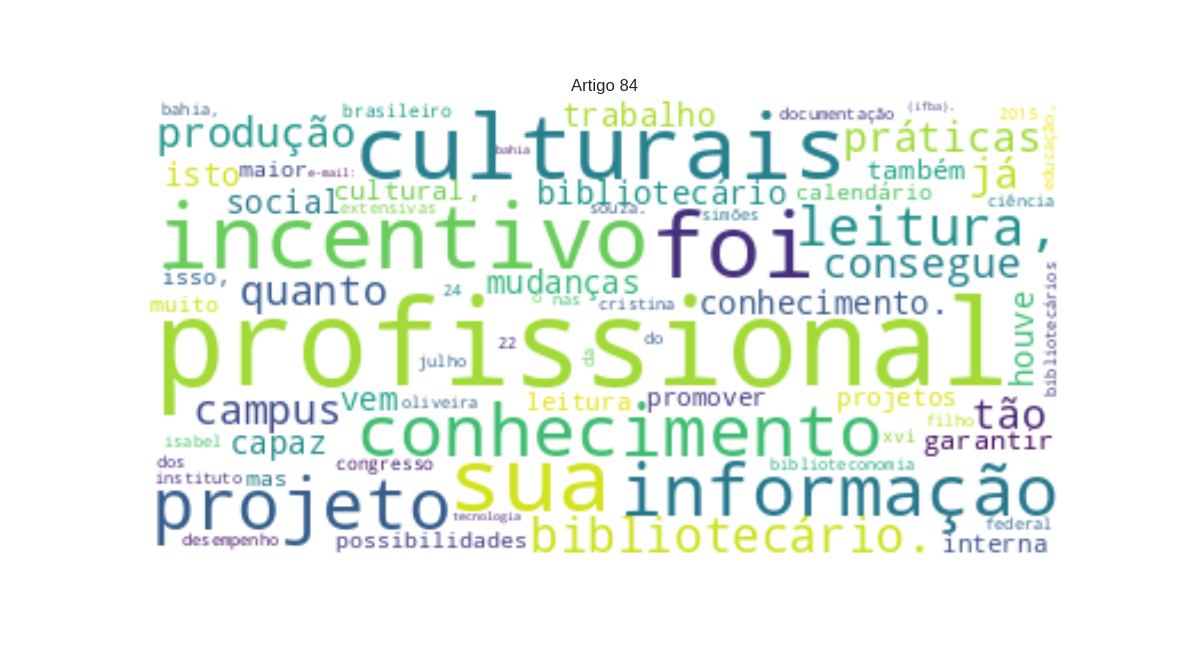 Artigo 84
bahia,
brasileiro
trabalho
documentação
(ifba).
2015
educação,
produção
culturais
práticas
bahia
isto
maior
e-mail:
também
já
social
cultural,
bibliotecário
calendário
extensivas
souza.
simões
ciência
incentivo
foi
leitura,
consegue
isso,
quanto
24
mudanças
o nas
cristina
conhecimento.
muito
houve
bibliotecários
profissional
22
do
julho
da
campus
vem
oliveira
leitura
promover
projetos
tão
isabel
capaz
conhecimento
xvi
filho
garantir
dos
congresso
biblioteconomia
instituto
mas
projeto
sua
informação
tecnologia
federal
desempenho
possibilidades
bibliotecário.
interna